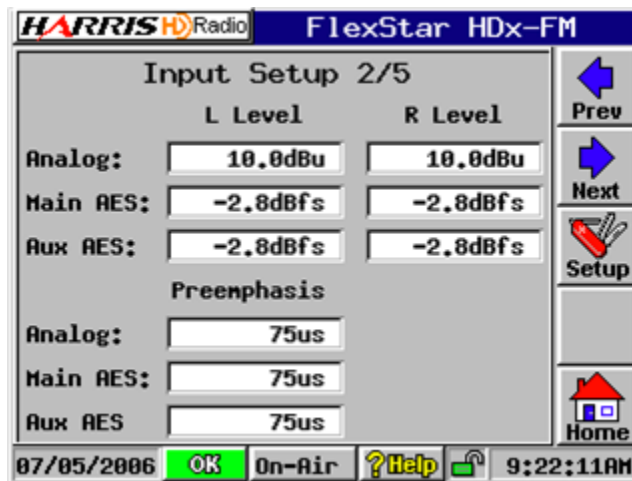 HARRIS HD Radio FlexStar HDx-FM
Input Setup 2/5
L Level R Level
Analog: 10.0dBu 10.0dBu
Main AES: -2.8dBfs -2.8dBfs
Aux AES: -2.8dBfs -2.8dBfs
Preemphasis
Analog: 75us
Main AES: 75us
Aux AES 75us
Prev
Next
Setup
Home
07/05/2006 OK On-Air ?Help 9:22:11AM